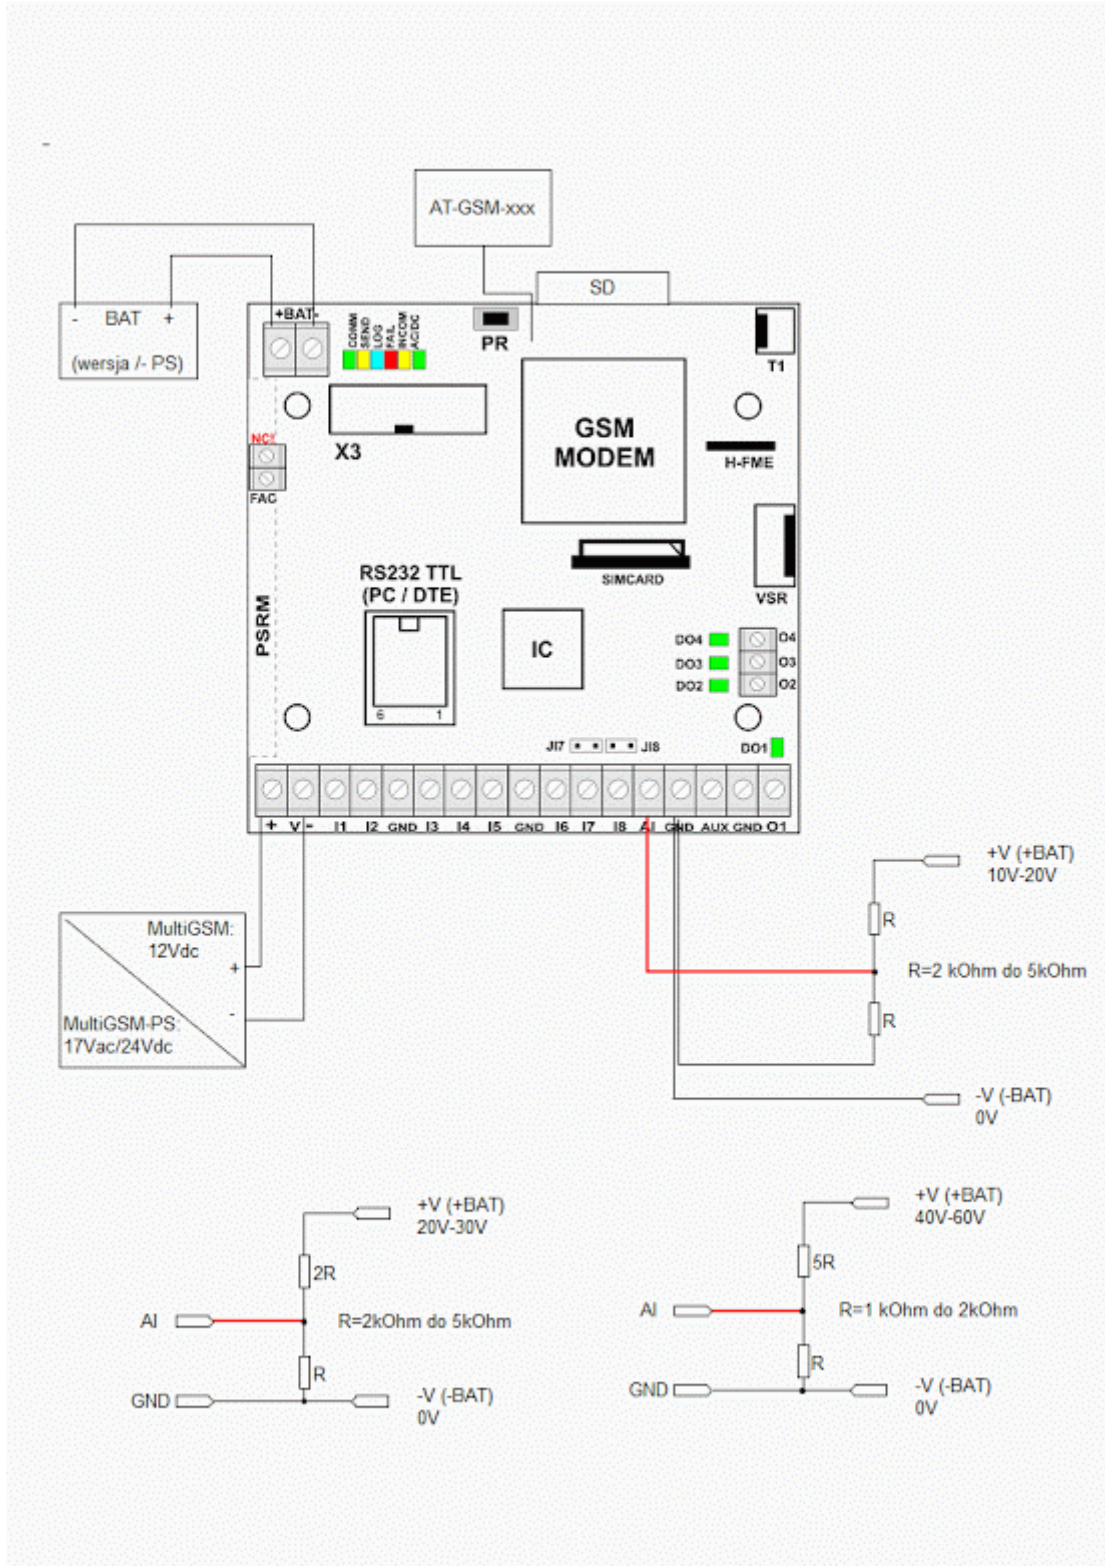 -
AT-GSM-xxx
SD
- BAT +
(wersja /- PS)
+BAT-
COMM
SEND
LOG
FAIL
INCOM
AC/DC
PR
T1
X3
GSM
MODEM
H-FME
NC!
FAC
SIMCARD
VSR
RS232 TTL
(PC / DTE)
6 1
IC
PSRM
DO4 O4
DO3 O3
DO2 O2
JI7 JI8
DO1
+ V - I1 I2 GND I3 I4 I5 GND I6 I7 I8 AI GND AUX GND O1
MultiGSM:
12Vdc
+
-
MultiGSM-PS:
17Vac/24Vdc
+V (+BAT)
10V-20V
R
R=2 kOhm do 5kOhm
R
-V (-BAT)
0V
+V (+BAT)
20V-30V
2R
AI
R=2kOhm do 5kOhm
R
GND
-V (-BAT)
0V
+V (+BAT)
40V-60V
5R
AI
R=1 kOhm do 2kOhm
R
GND
-V (-BAT)
0V